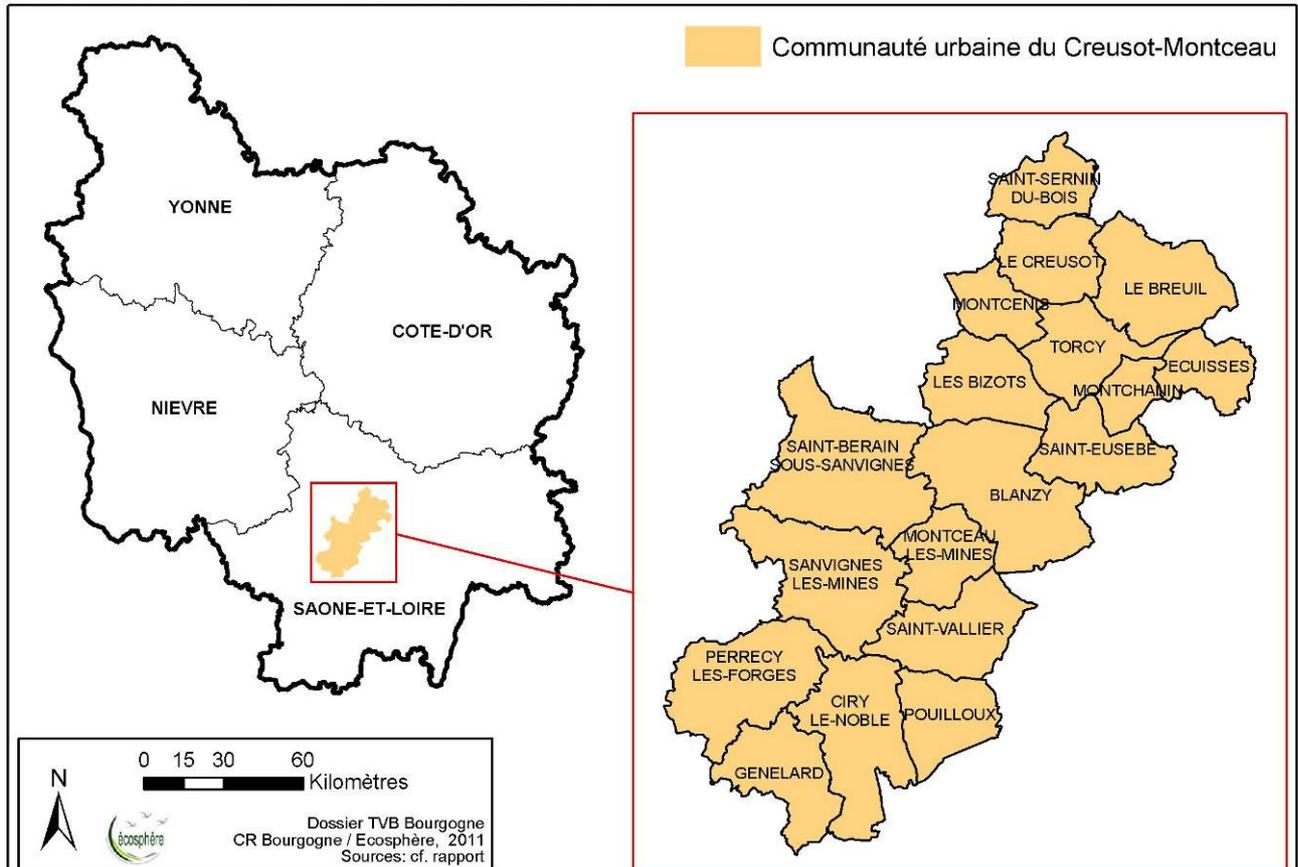 Communauté urbaine du Creusot-Montceau
YONNE
COTE-D'OR
NIEVRE
SAONE-ET-LOIRE
SAINT-SERNIN
DU-BOIS
LE CREUSOT
LE BREUIL
MONTCENIS
TORCY
ECUISSES
LES BIZOTS
MONTCHANIN
SAINT-BERAIN
SOUS-SANVIGNES
SAINT-EUSEBE
BLANZY
MONTCEAU
LES-MINES
SANVIGNES
LES-MINES
SAINT-VALLIER
PERRECY
LES-FORGES
CIRY
LE-NOBLE
POUILLOUX
GENELARD
0 15 30 60
Kilomètres
N
écosphère
Dossier TVB Bourgogne
CR Bourgogne / Ecosphère, 2011
Sources: cf. rapport